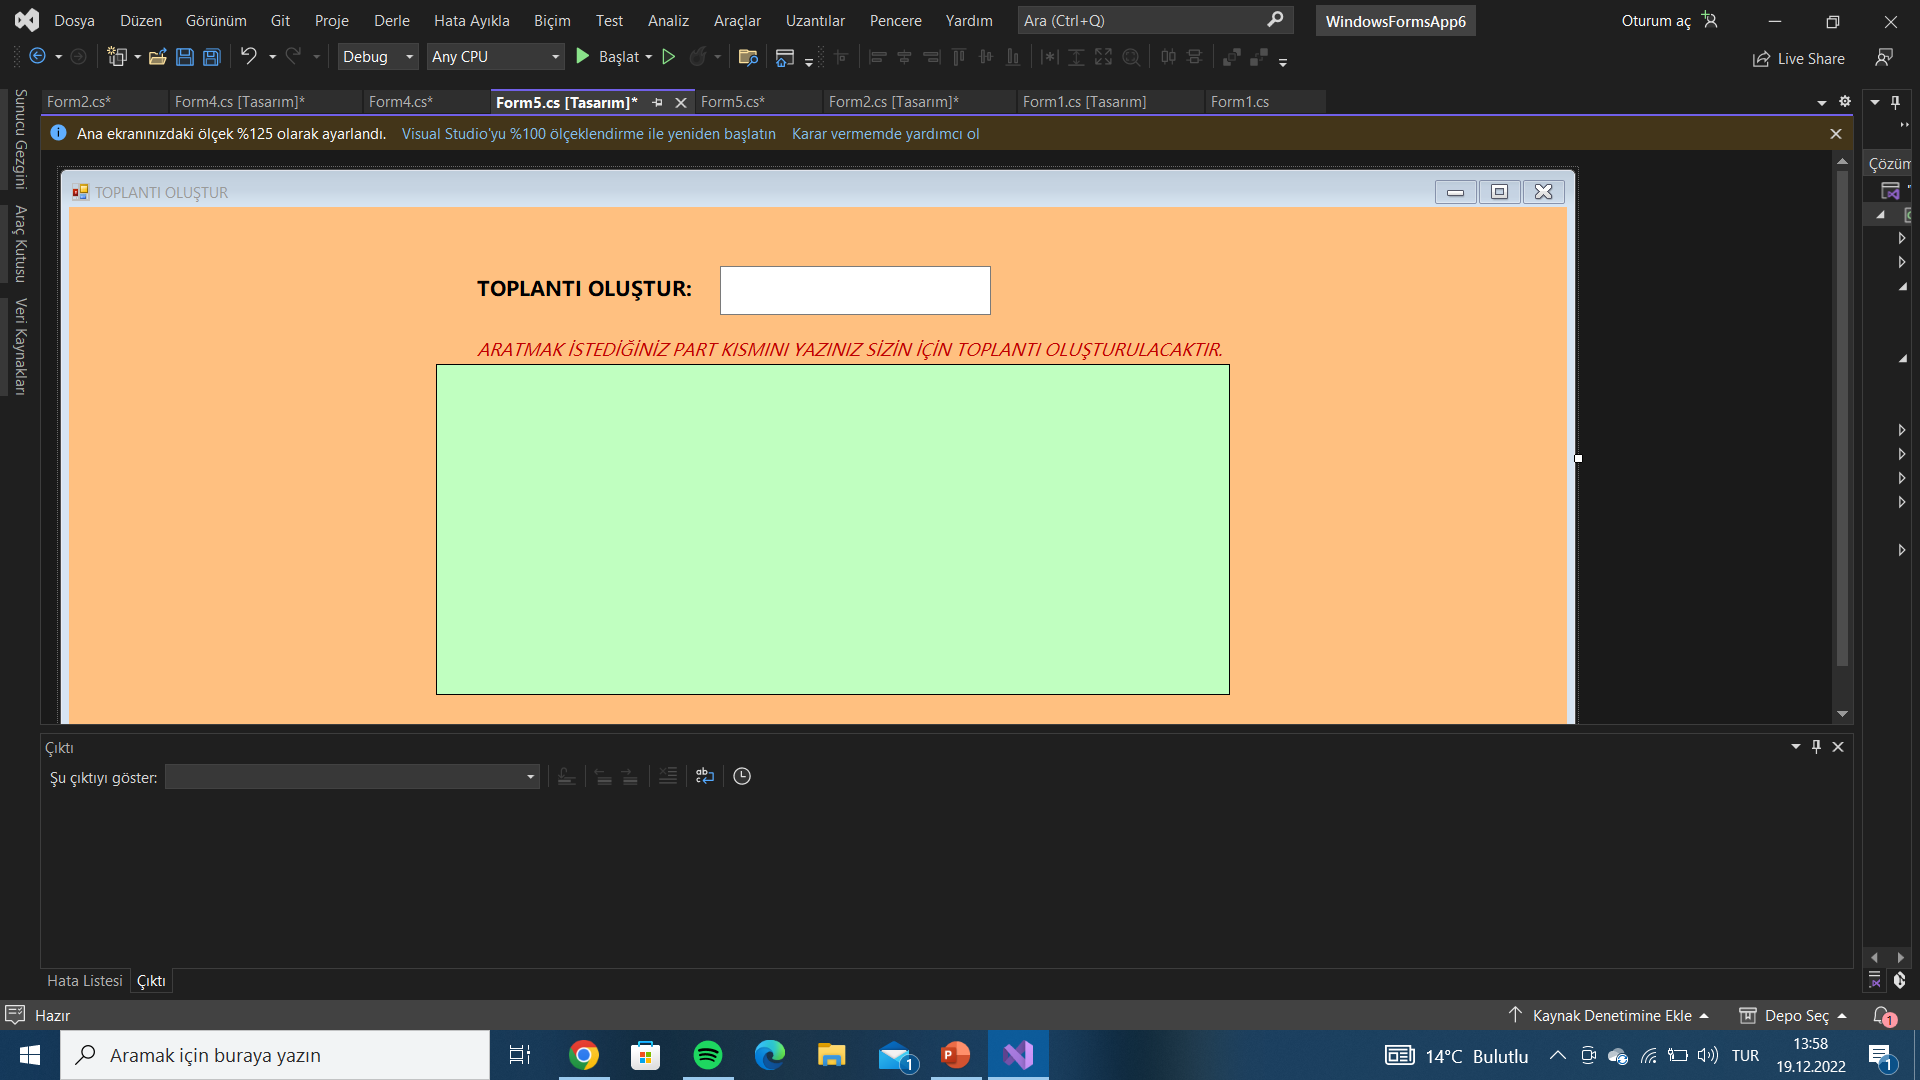 Dosya Düzen Görünüm Git Proje Derle Hata Ayıkla Biçim Test Analiz Araçlar Uzantılar Pencere Yardım Ara (Ctrl+Q) WindowsFormsApp6 Oturum aç
Debug Any CPU Başlat Live Share
Form2.cs* Form4.cs [Tasarım]* Form4.cs* Form5.cs [Tasarım]* Form5.cs* Form2.cs [Tasarım]* Form1.cs [Tasarım] Form1.cs
Sunucu Gezgini
Araç Kutusu
Veri Kaynakları
Ana ekranınızdaki ölçek %125 olarak ayarlandı. Visual Studio'yu %100 ölçeklendirme ile yeniden başlatın Karar vermemde yardımcı ol
Çözüm
TOPLANTI OLUŞTUR
TOPLANTI OLUŞTUR:
ARATMAK İSTEDİĞİNİZ PART KISMINI YAZINIZ SİZİN İÇİN TOPLANTI OLUŞTURULACAKTIR.
Çıktı
Şu çıktıyı göster:
Hata Listesi Çıktı
Hazır Kaynak Denetimine Ekle Depo Seç 1
Aramak için buraya yazın 1 14°C Bulutlu TUR 13:58 1
19.12.2022